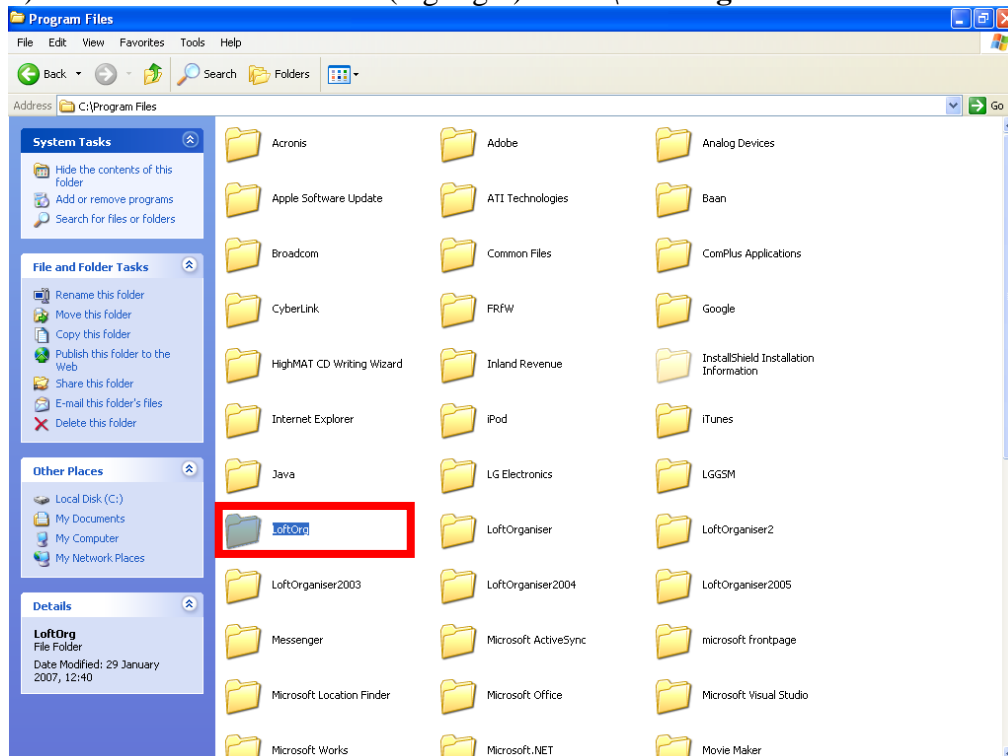 Program Files
File Edit View Favorites Tools Help
Back Search Folders
Address C:\Program Files Go
System Tasks
Hide the contents of this
folder
Add or remove programs
Search for files or folders
File and Folder Tasks
Rename this folder
Move this folder
Copy this folder
Publish this folder to the
Web
Share this folder
E-mail this folder's files
Delete this folder
Other Places
Local Disk (C:)
My Documents
My Computer
My Network Places
Details
LoftOrg
File Folder
Date Modified: 29 January
2007, 12:40
Acronis Adobe Analog Devices
Apple Software Update ATI Technologies Baan
Broadcom Common Files ComPlus Applications
CyberLink FRfW Google
HighMAT CD Writing Wizard Inland Revenue InstallShield Installation
Information
Internet Explorer iPod iTunes
Java LG Electronics LGGSM
LoftOrg LoftOrganiser LoftOrganiser2
LoftOrganiser2003 LoftOrganiser2004 LoftOrganiser2005
Messenger Microsoft ActiveSync microsoft frontpage
Microsoft Location Finder Microsoft Office Microsoft Visual Studio
Microsoft Works Microsoft.NET Movie Maker